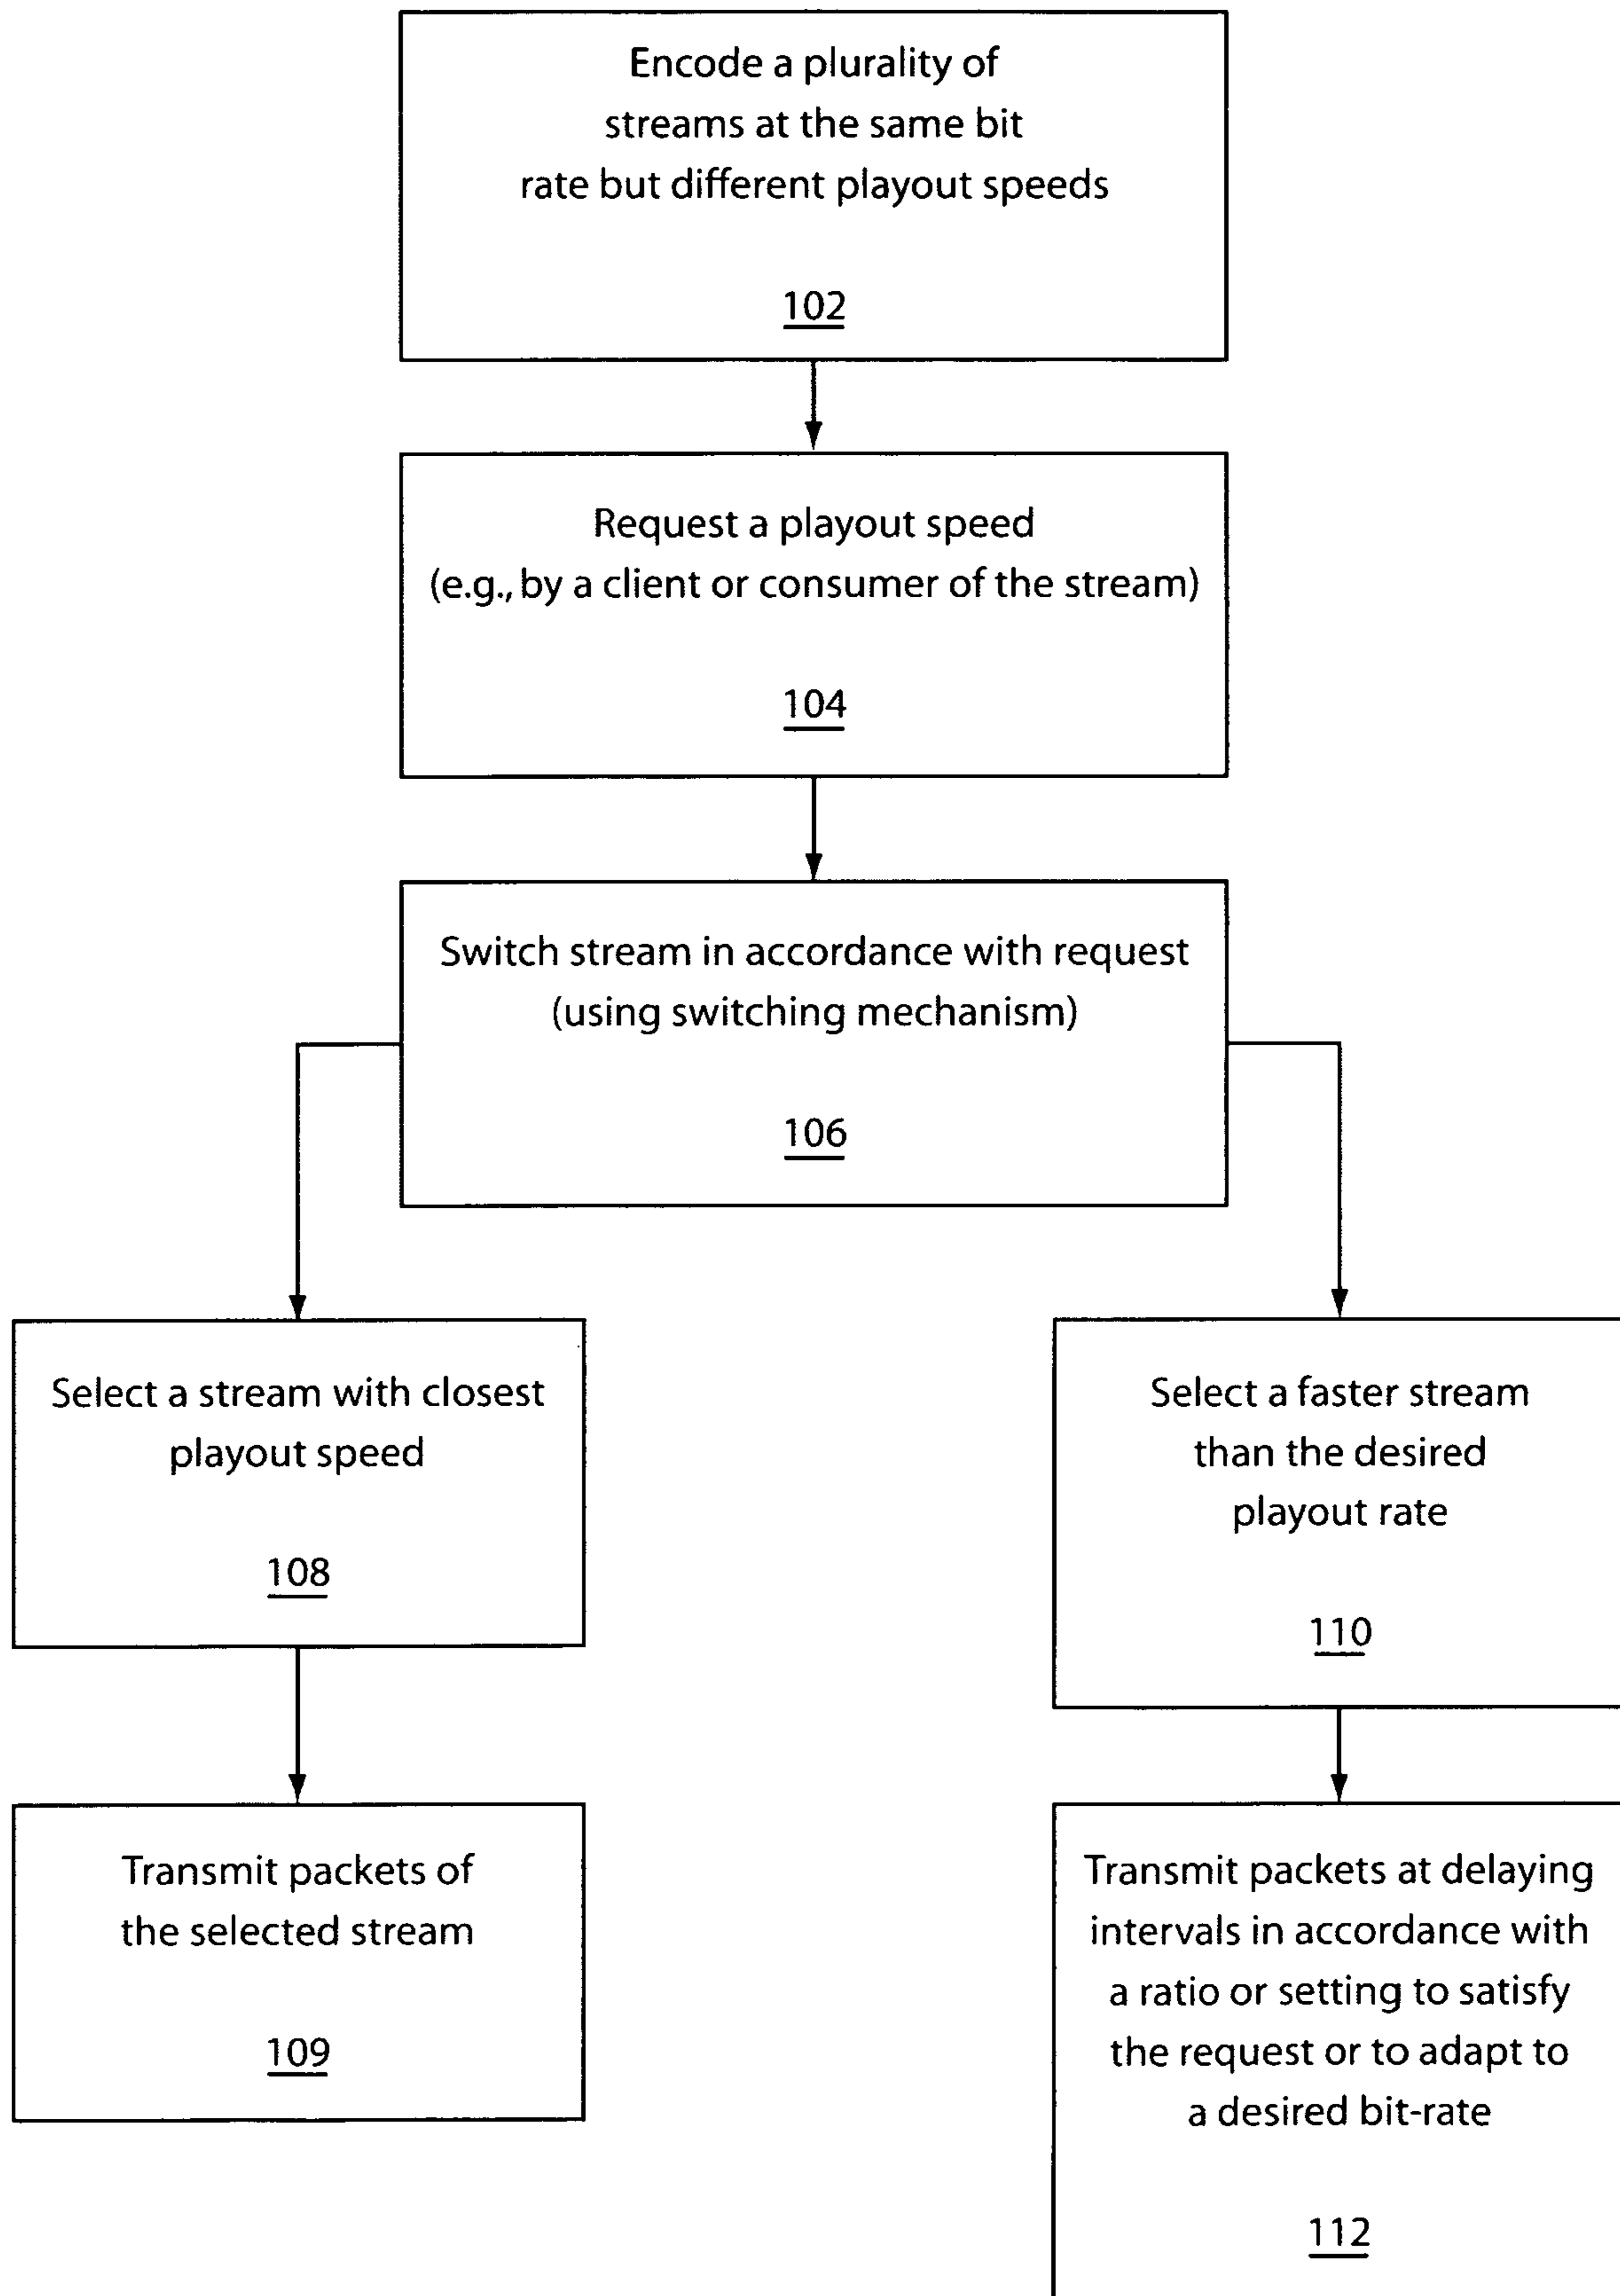 Encode a plurality of
streams at the same bit
rate but different playout speeds
102
Request a playout speed
(e.g., by a client or consumer of the stream)
104
Switch stream in accordance with request
(using switching mechanism)
106
Select a stream with closest
playout speed
108
Select a faster stream
than the desired
playout rate
110
Transmit packets of
the selected stream
109
Transmit packets at delaying
intervals in accordance with
a ratio or setting to satisfy
the request or to adapt to
a desired bit-rate
112